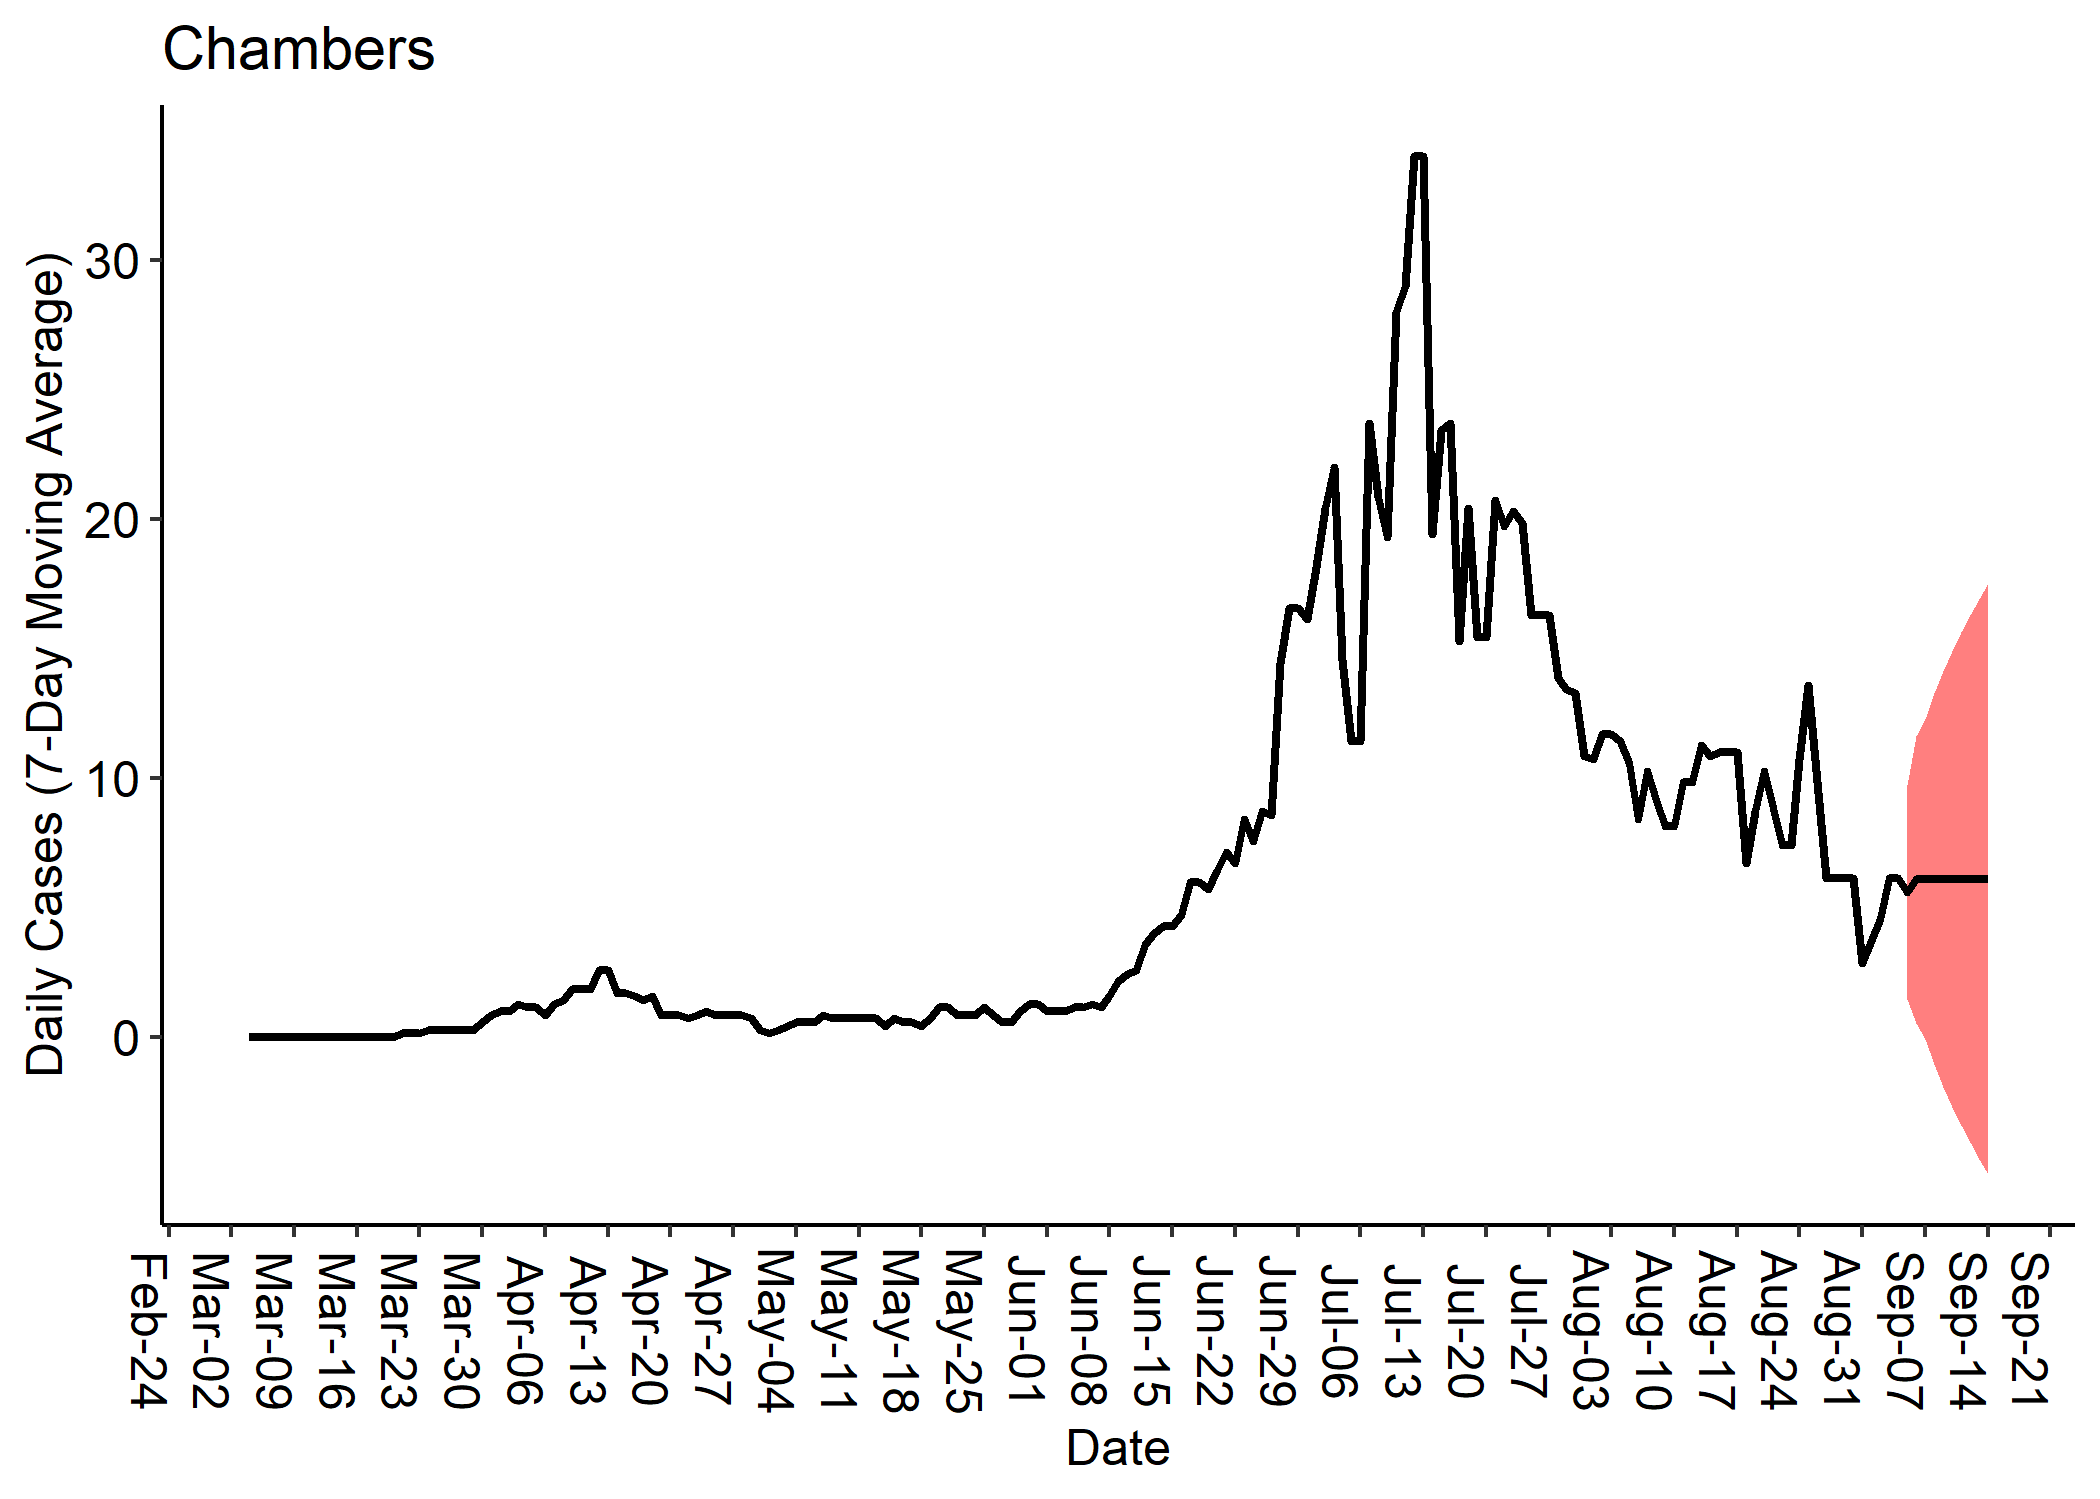 Chambers
Daily Cases (7-Day Moving Average)
30
20
10
0
Feb-24
Mar-02
Mar-09
Mar-16
Mar-23
Mar-30
Apr-06
Apr-13
Apr-20
Apr-27
May-04
May-11
May-18
May-25
Jun-01
Jun-08
Jun-15
Jun-22
Jun-29
Jul-06
Jul-13
Jul-20
Jul-27
Aug-03
Aug-10
Aug-17
Aug-24
Aug-31
Sep-07
Sep-14
Sep-21
Date